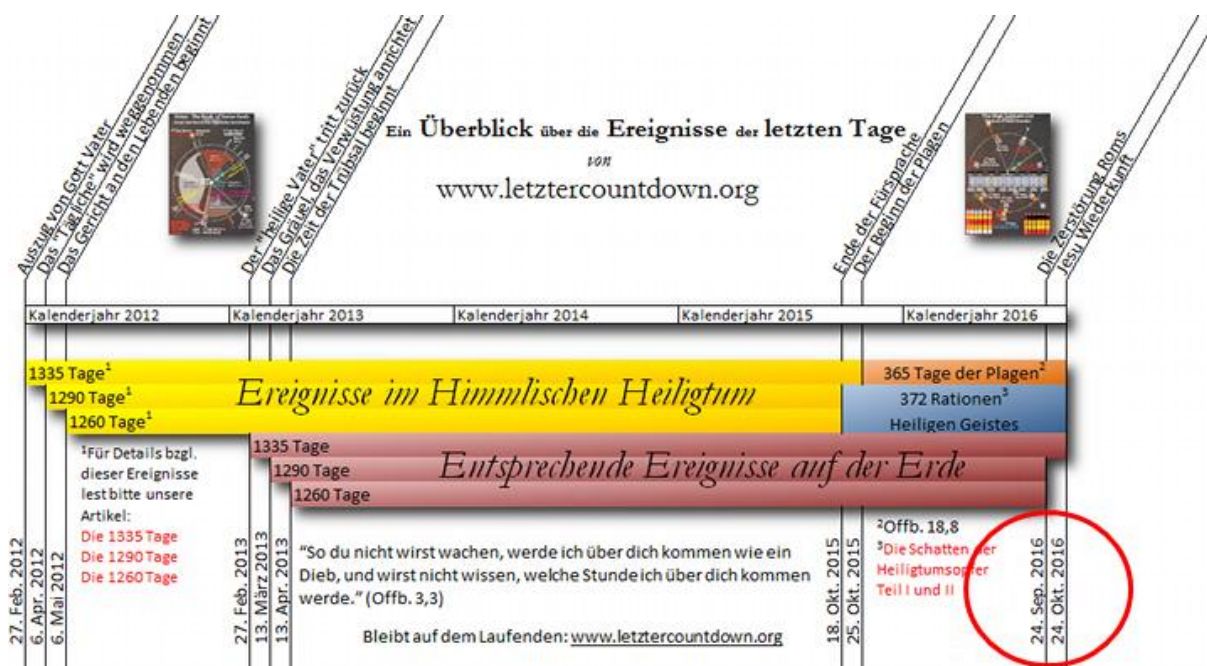 Auszug von Gott Vater
Das "Tägliche" wird weggenommen
Das Gericht an den Lebenden beginnt
Der "heilige Vater" tritt zurück
Das Gräuel, das Verwüstung anrichtet
Die Zeit der Trübsal beginnt
Ein Überblick über die Ereignisse der letzten Tage
von
www.letztercountdown.org
Ende der Fürsprache
Der Beginn der Plagen
Die Zerstörung Roms
Jesu Wiederkunft
Kalenderjahr 2012
Kalenderjahr 2013
Kalenderjahr 2014
Kalenderjahr 2015
Kalenderjahr 2016
1335 Tage¹
1290 Tage¹
1260 Tage¹
Ereignisse im Himmlischen Heiligtum
365 Tage der Plagen²
372 Rationen³
Heiligen Geistes
1335 Tage
1290 Tage
1260 Tage
Entsprechende Ereignisse auf der Erde
¹Für Details bzgl.
dieser Ereignisse
lest bitte unsere
Artikel:
Die 1335 Tage
Die 1290 Tage
Die 1260 Tage
"So du nicht wirst wachen, werde ich über dich kommen wie ein
Dieb, und wirst nicht wissen, welche Stunde ich über dich kommen
werde." (Offb. 3,3)
Bleibt auf dem Laufenden: www.letztercountdown.org
²Offb. 18,8
³Die Schatten der
Heiligtumsopfer
Teil I und II
27. Feb. 2012
6. Apr. 2012
6. Mai 2012
27. Feb. 2013
13. März 2013
13. Apr. 2013
18. Okt. 2015
25. Okt. 2015
24. Sep. 2016
24. Okt. 2016